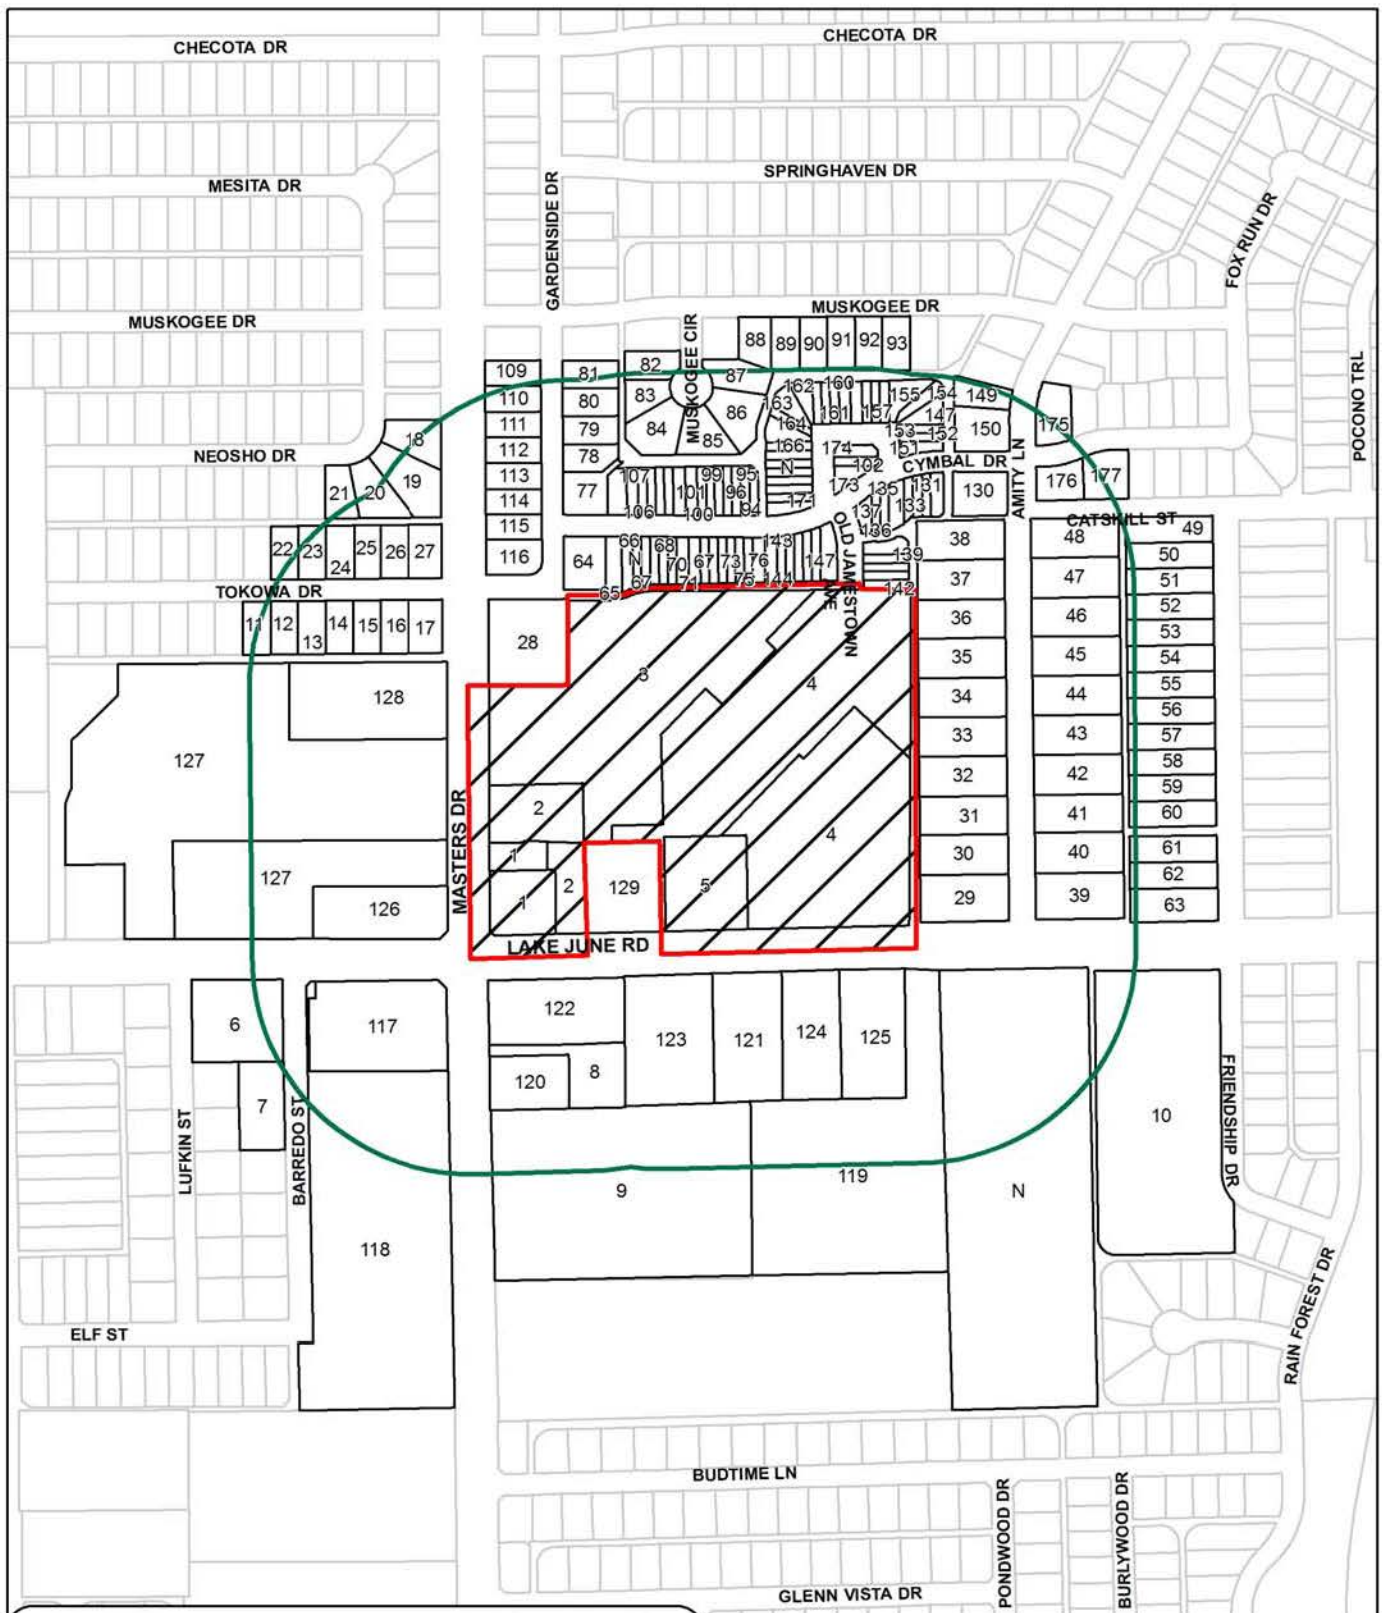 CHECOTA DR
CHECOTA DR
MESITA DR
SPRINGHAVEN DR
GARDENSIDE DR
FOX RUN DR
POCONO TRL
MUSKOGEE DR
MUSKOGEE DR
MUSKOGEE CIR
88 89 90 91 92 93
109 81 82 87
110 80 83 86
111 79 84 85
112 78
113 77
114
115
116 64
162 160 155 154 149
163 161 157 147 150 175
164 153 152
166 174 151
N 102 CYMBAL DR
171 173 135 131 130 176 177
137 133
136
AMITY LN
107 99 95
101 96
106 100 94
18
NEOSHO DR
21 20 19
22 23 24 25 26 27
TOKOWA DR
11 12 13 14 15 16 17
66 68 143
N 70 67 73 76 147 139
65 67 71 75 144 142
OLD JAMESTOWN AVE
CATSKILL ST
38 48 49
37 47 50
36 46 51
35 45 52
34 44 53
33 43 54
32 42 55
31 41 56
30 40 57
29 39 58
59
60
61
62
63
28 3 4
128
127
2
MASTERS DR
1 4
127 2 129 5
126 1
LAKE JUNE RD
6 117 122 123 121 124 125
7 120 8
LUFKIN ST
BARREDO ST
10
FRIENDSHIP DR
9 119 N
118
ELF ST
RAIN FOREST DR
BUDTIME LN
PONDWOOD DR
BURLYWOOD DR
GLENN VISTA DR